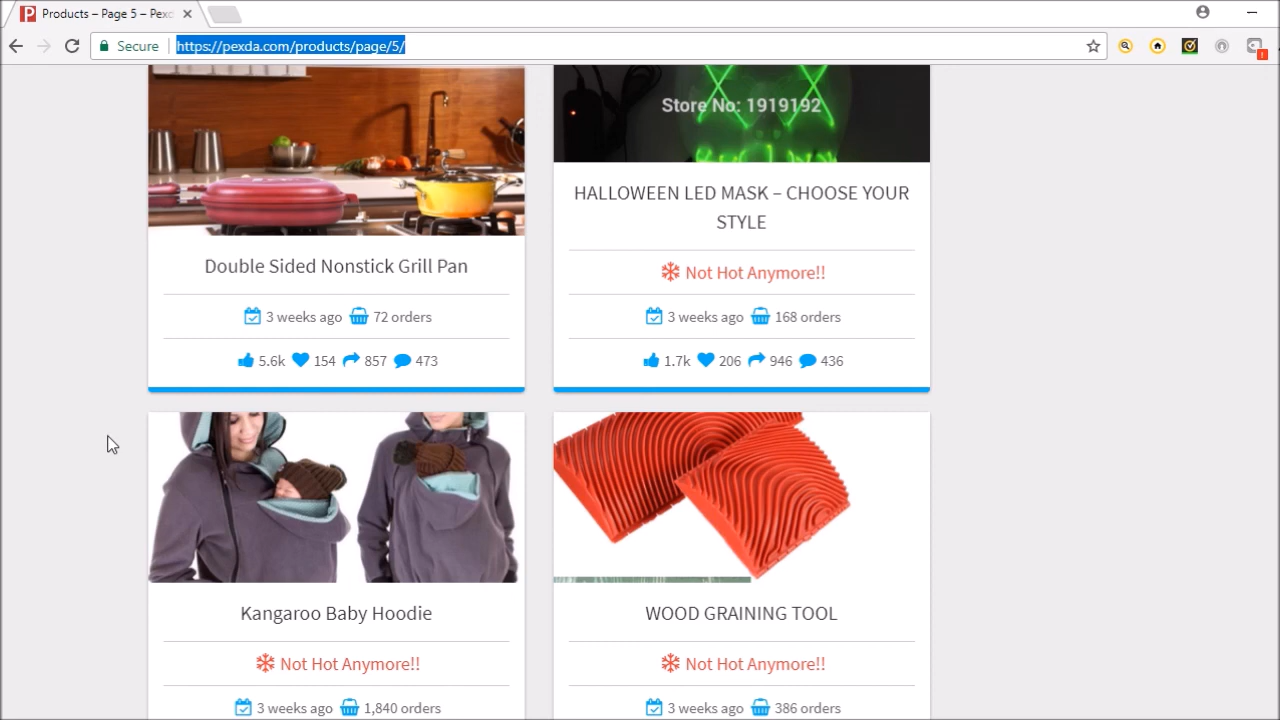 Products – Page 5 – Pexd
Secure
https://pexda.com/products/page/5/
Store No: 1919192
Double Sided Nonstick Grill Pan
3 weeks ago 72 orders
5.6k 154 857 473
HALLOWEEN LED MASK – CHOOSE YOUR
STYLE
Not Hot Anymore!!
3 weeks ago 168 orders
1.7k 206 946 436
Kangaroo Baby Hoodie
Not Hot Anymore!!
3 weeks ago 1,840 orders
WOOD GRAINING TOOL
Not Hot Anymore!!
3 weeks ago 386 orders